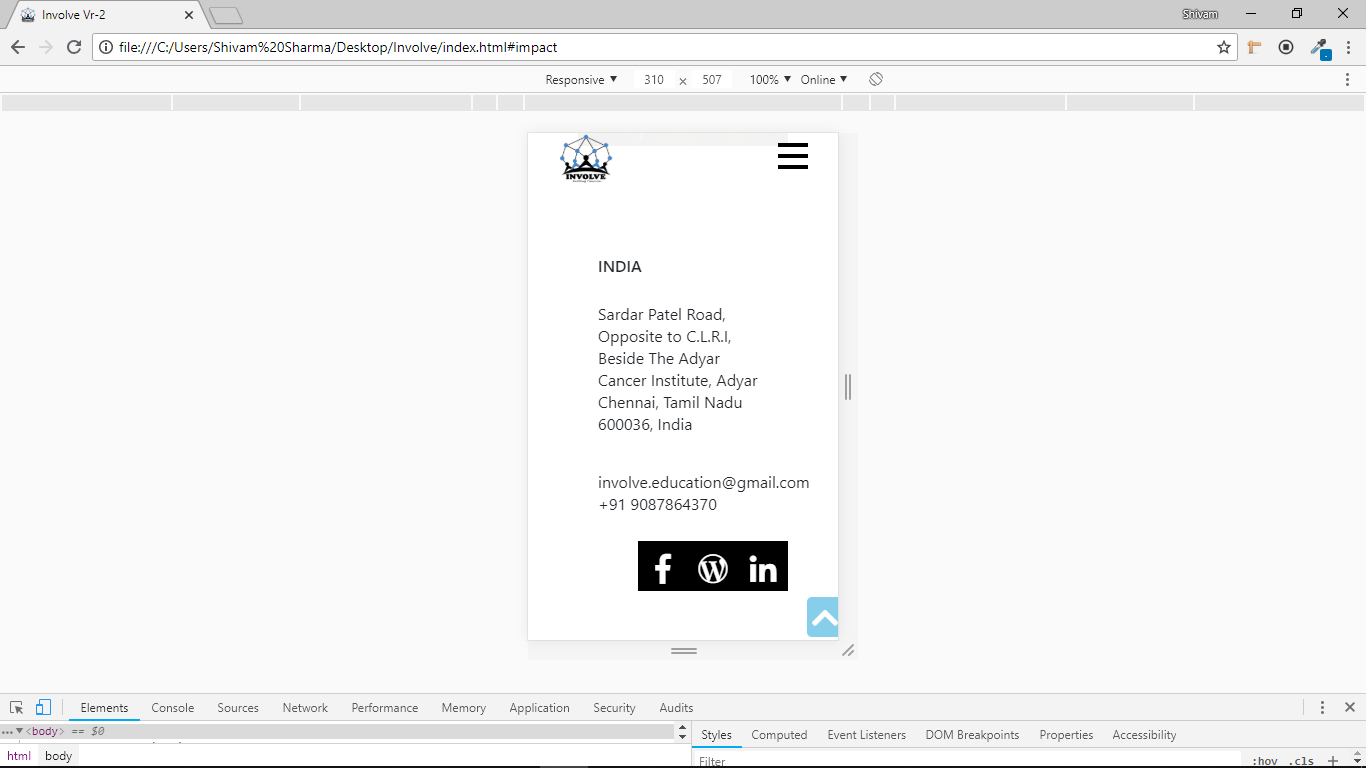 Involve Vr-2
Shivam
file:///C:/Users/Shivam%20Sharma/Desktop/Involve/index.html#impact
Responsive ▼ 310 × 507 100% ▼ Online ▼
INVOLVE
INDIA
Sardar Patel Road,
Opposite to C.L.R.I,
Beside The Adyar
Cancer Institute, Adyar
Chennai, Tamil Nadu
600036, India
involve.education@gmail.com
+91 9087864370
Elements Console Sources Network Performance Memory Application Security Audits
<body> == $0
Styles Computed Event Listeners DOM Breakpoints Properties Accessibility
html body
Filter :hov .cls +